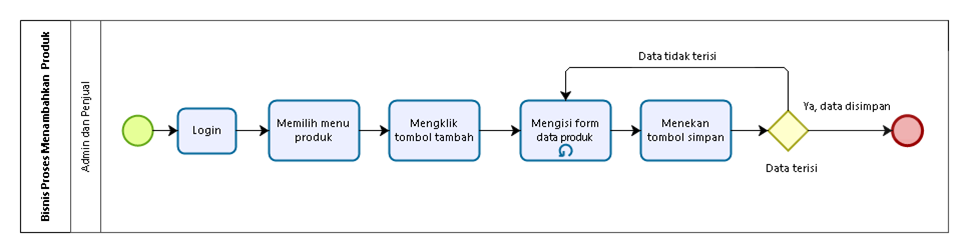 Bisnis Proses Menambahkan Produk
Admin dan Penjual
Login
Memilih menu
produk
Mengklik
tombol tambah
Mengisi form
data produk
Menekan
tombol simpan
Data tidak terisi
Ya, data disimpan
Data terisi